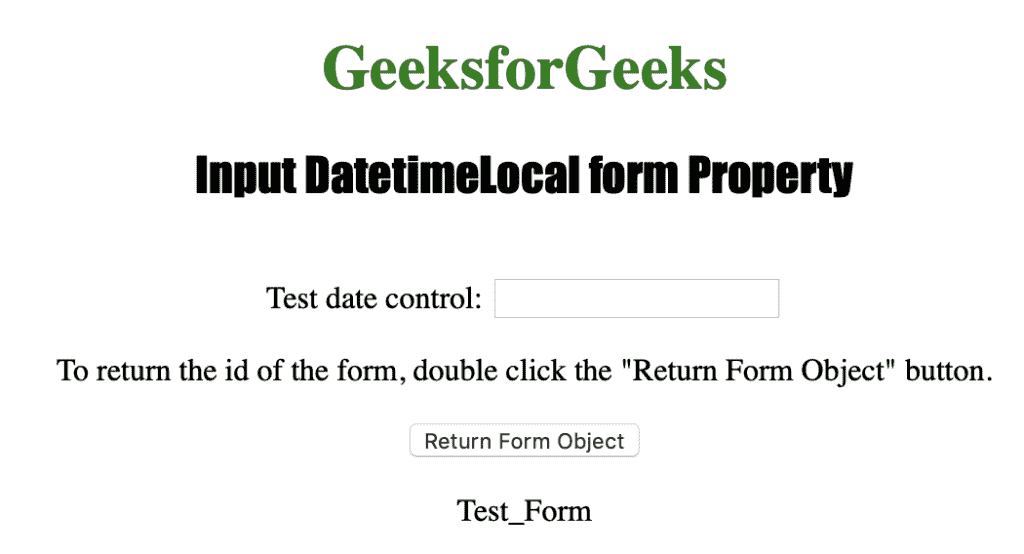 GeeksforGeeks
Input DatetimeLocal form Property
Test date control:
To return the id of the form, double click the "Return Form Object" button.
Return Form Object
Test_Form